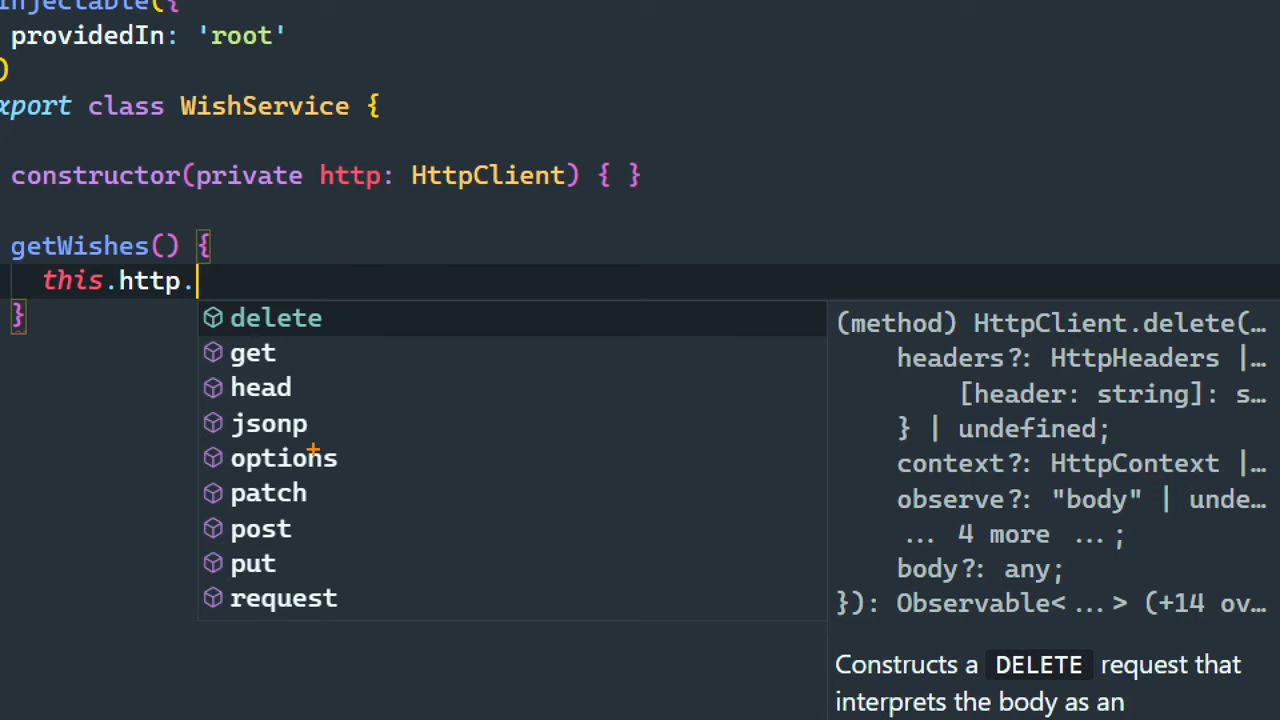 injectable({
providedIn: 'root'
)
xport class WishService {
constructor(private http: HttpClient) { }
getWishes() {
this.http.
}
delete
get
head
jsonp
options
patch
post
put
request
(method) HttpClient.delete(…
headers?: HttpHeaders |…
[header: string]: s…
} | undefined;
context?: HttpContext |…
observe?: "body" | unde…
... 4 more ...;
body?: any;
}): Observable<...> (+14 ov…
Constructs a DELETE request that
interprets the body as an